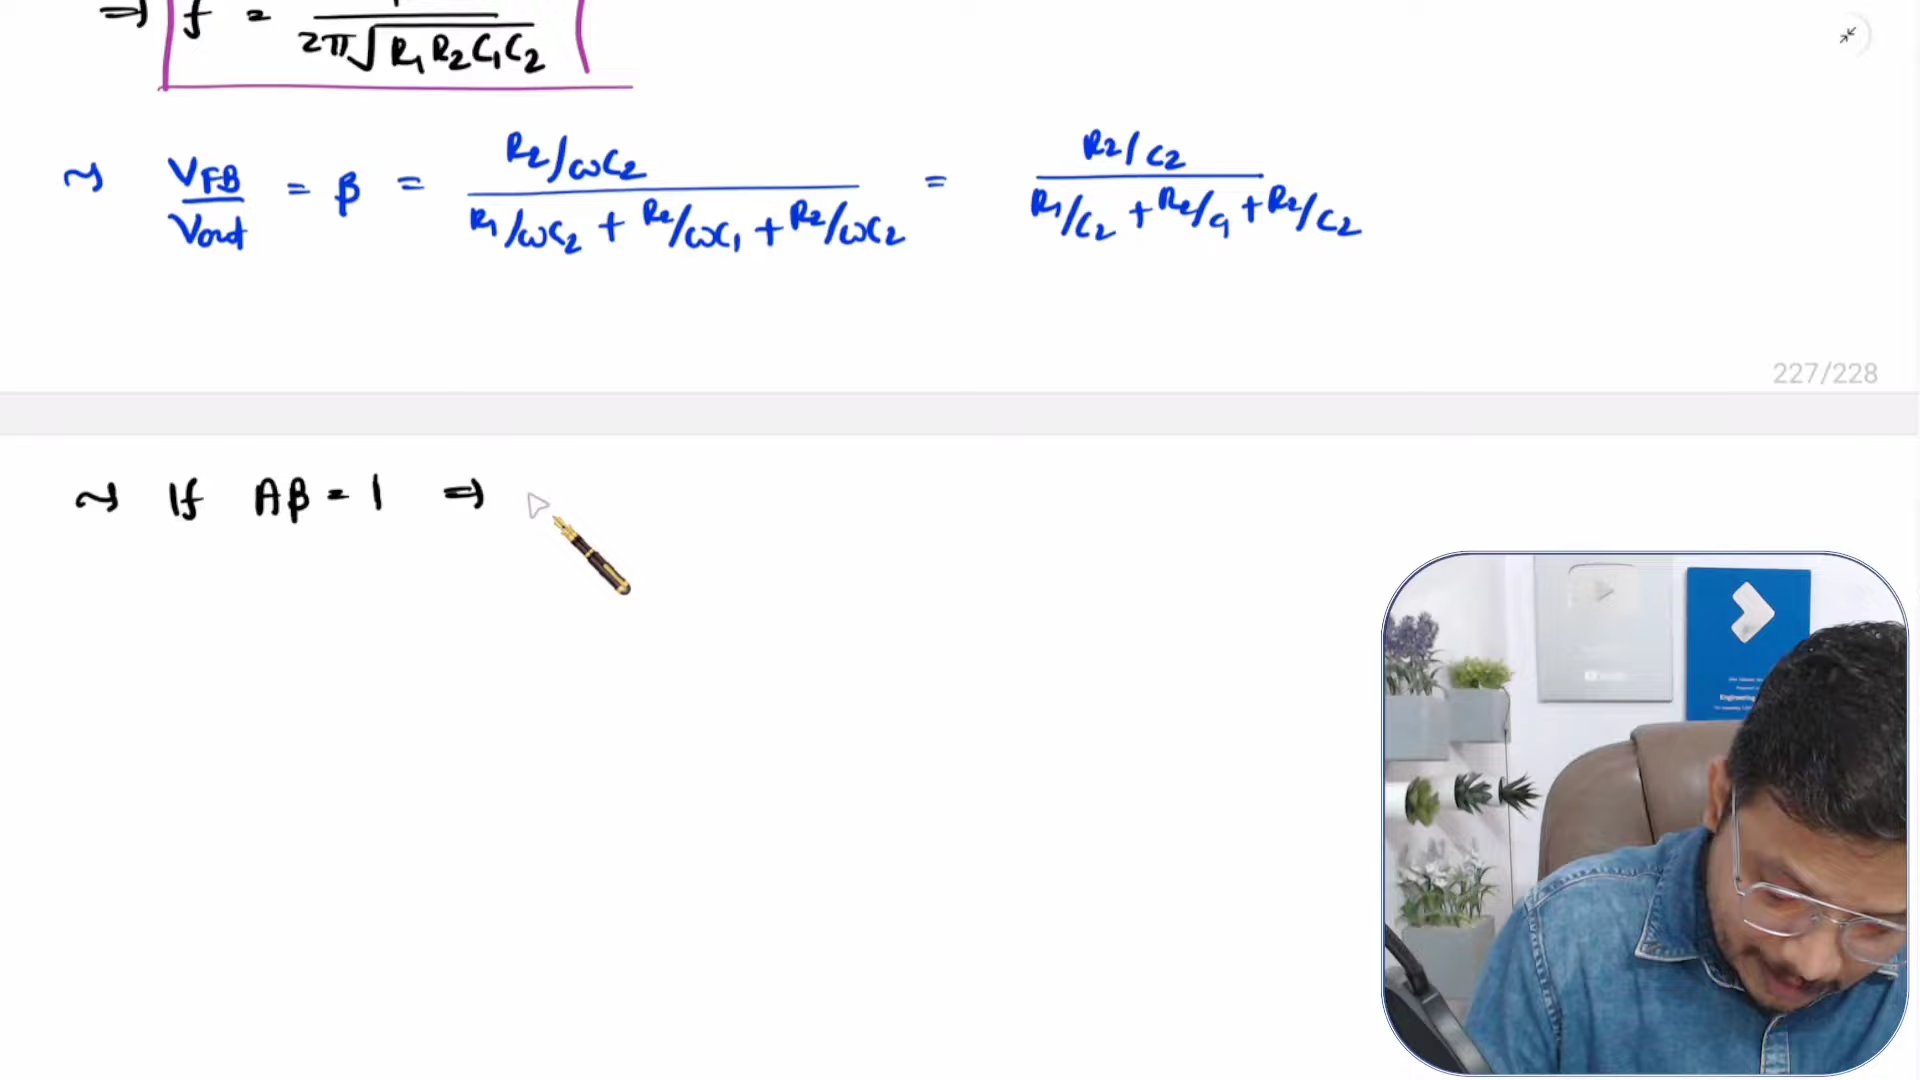 ⇒ f = / 2π√R₁R₂C₁C₂
~ V_FB/V_out = β = (R₂/ωC₂) / (R₁/ωC₂ + R₂/ωC₁ + R₂/ωC₂) = (R₂/C₂) / (R₁/C₂ + R₂/C₁ + R₂/C₂)
227/228
~ If Aβ = 1 ⇒
Engineering